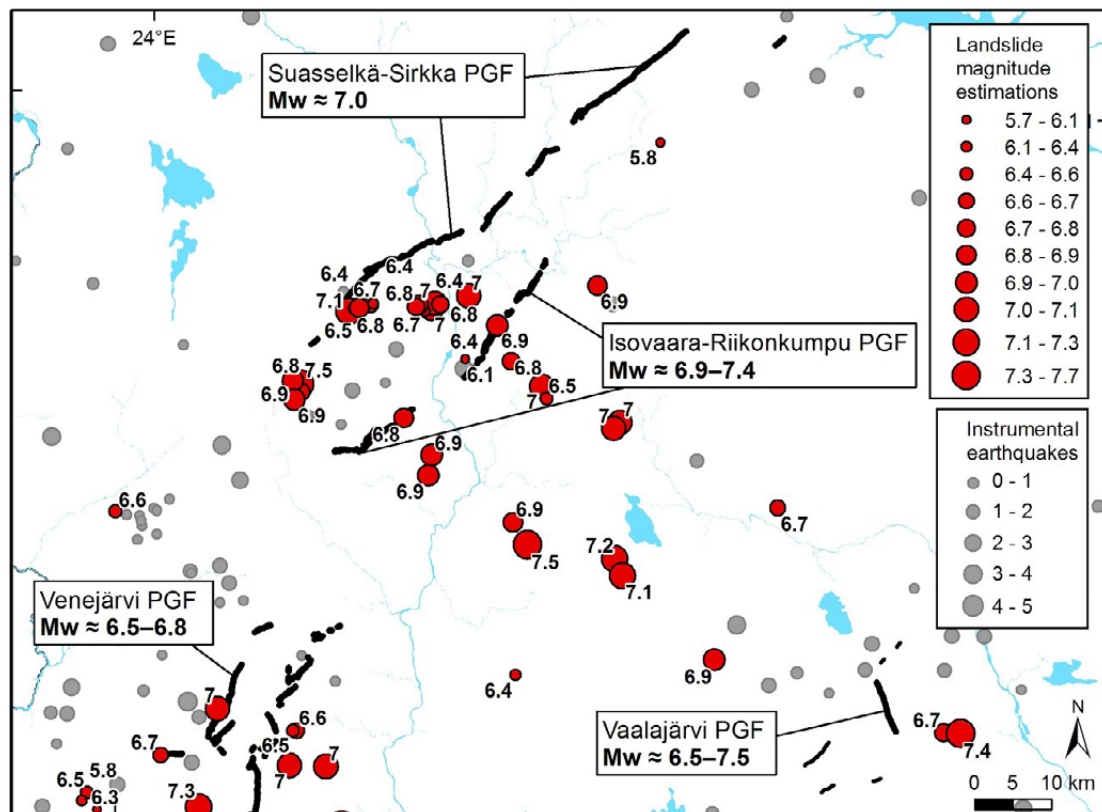 24°E
Suasselkä-Sirkka PGF
Mw ≈ 7.0
Landslide
magnitude
estimations
5.7 - 6.1
6.1 - 6.4
6.4 - 6.6
6.6 - 6.7
6.7 - 6.8
6.8 - 6.9
6.9 - 7.0
7.0 - 7.1
7.1 - 7.3
7.3 - 7.7
5.8
6.4
6.4
6.7
7.1
6.5
6.8
6.8
7
6.4
7
6.7
7
6.8
6.9
6.9
Isovaara-Riikonkumpu PGF
Mw ≈ 6.9–7.4
6.4
6.1
6.8
6.5
7
6.8
7.5
6.9
6.9
7
7
6.8
6.9
6.9
Instrumental
earthquakes
0 - 1
1 - 2
2 - 3
3 - 4
4 - 5
6.6
6.9
7.5
6.7
7.2
7.1
Venejärvi PGF
Mw ≈ 6.5–6.8
6.9
6.4
7
6.6
6.5
7
7
6.7
Vaalajärvi PGF
Mw ≈ 6.5–7.5
6.7
7.4
N
0 5 10 km
6.5
5.8
6.3
7.3